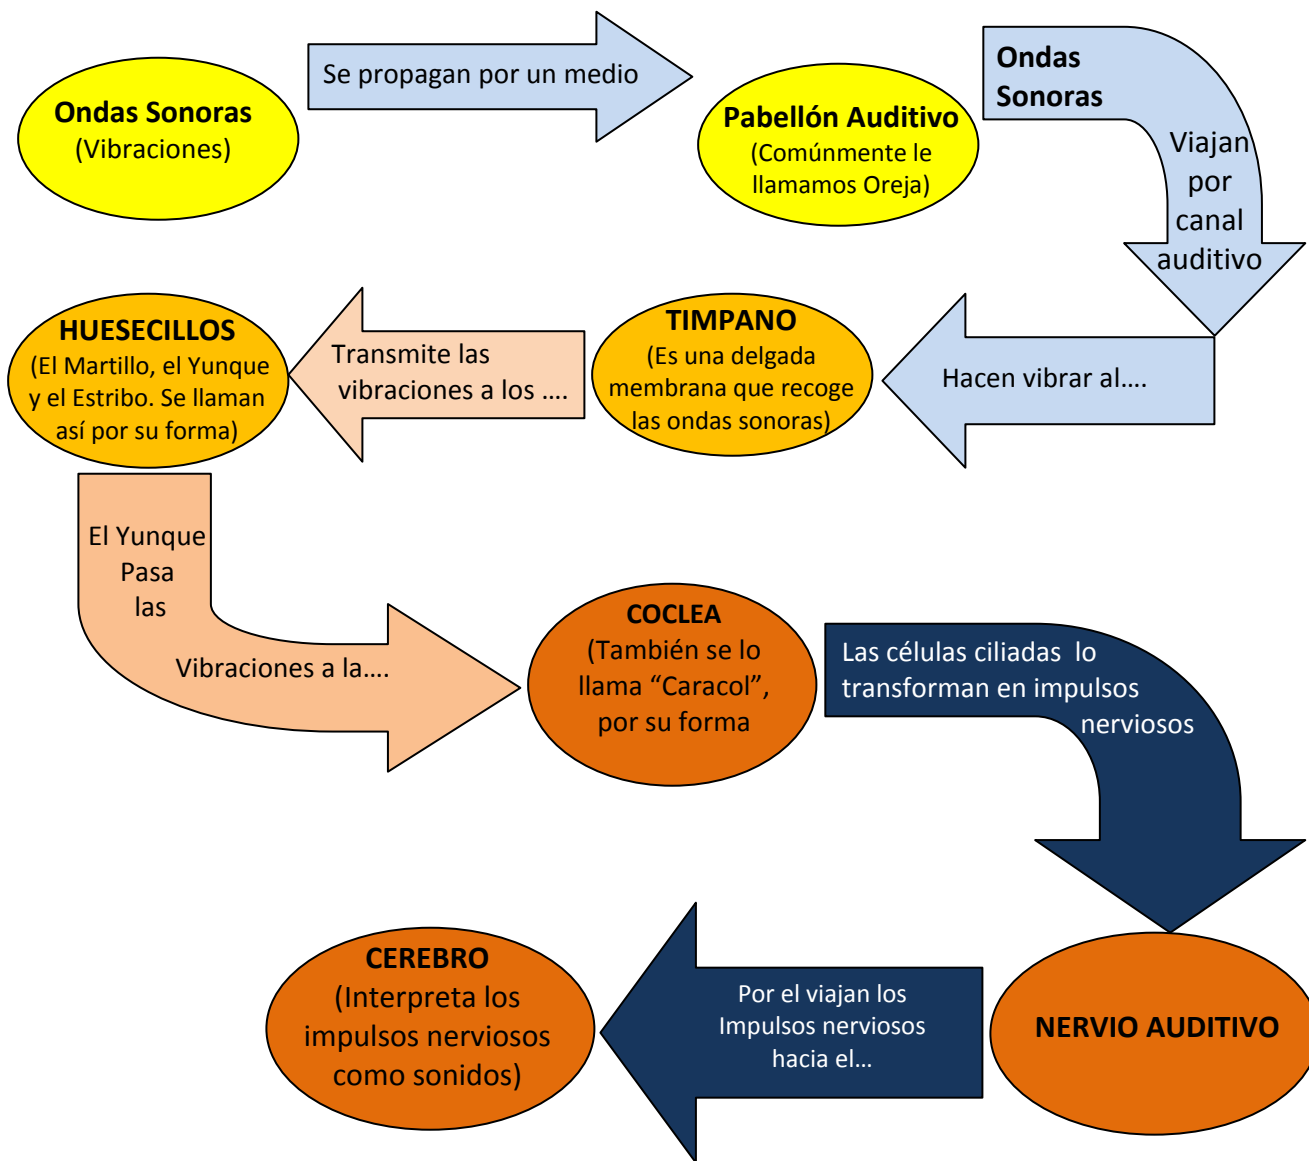 Ondas Sonoras
(Vibraciones)
Se propagan por un medio
Pabellón Auditivo
(Comúnmente le
llamamos Oreja)
Ondas
Sonoras
Viajan
por
canal
auditivo
Hacen vibrar al....
TIMPANO
(Es una delgada
membrana que recoge
las ondas sonoras)
Transmite las
vibraciones a los ....
HUESECILLOS
(El Martillo, el Yunque
y el Estribo. Se llaman
así por su forma)
El Yunque
Pasa
las
Vibraciones a la....
COCLEA
(También se lo
llama “Caracol”,
por su forma
Las células ciliadas lo
transforman en impulsos
nerviosos
NERVIO AUDITIVO
Por el viajan los
Impulsos nerviosos
hacia el...
CEREBRO
(Interpreta los
impulsos nerviosos
como sonidos)